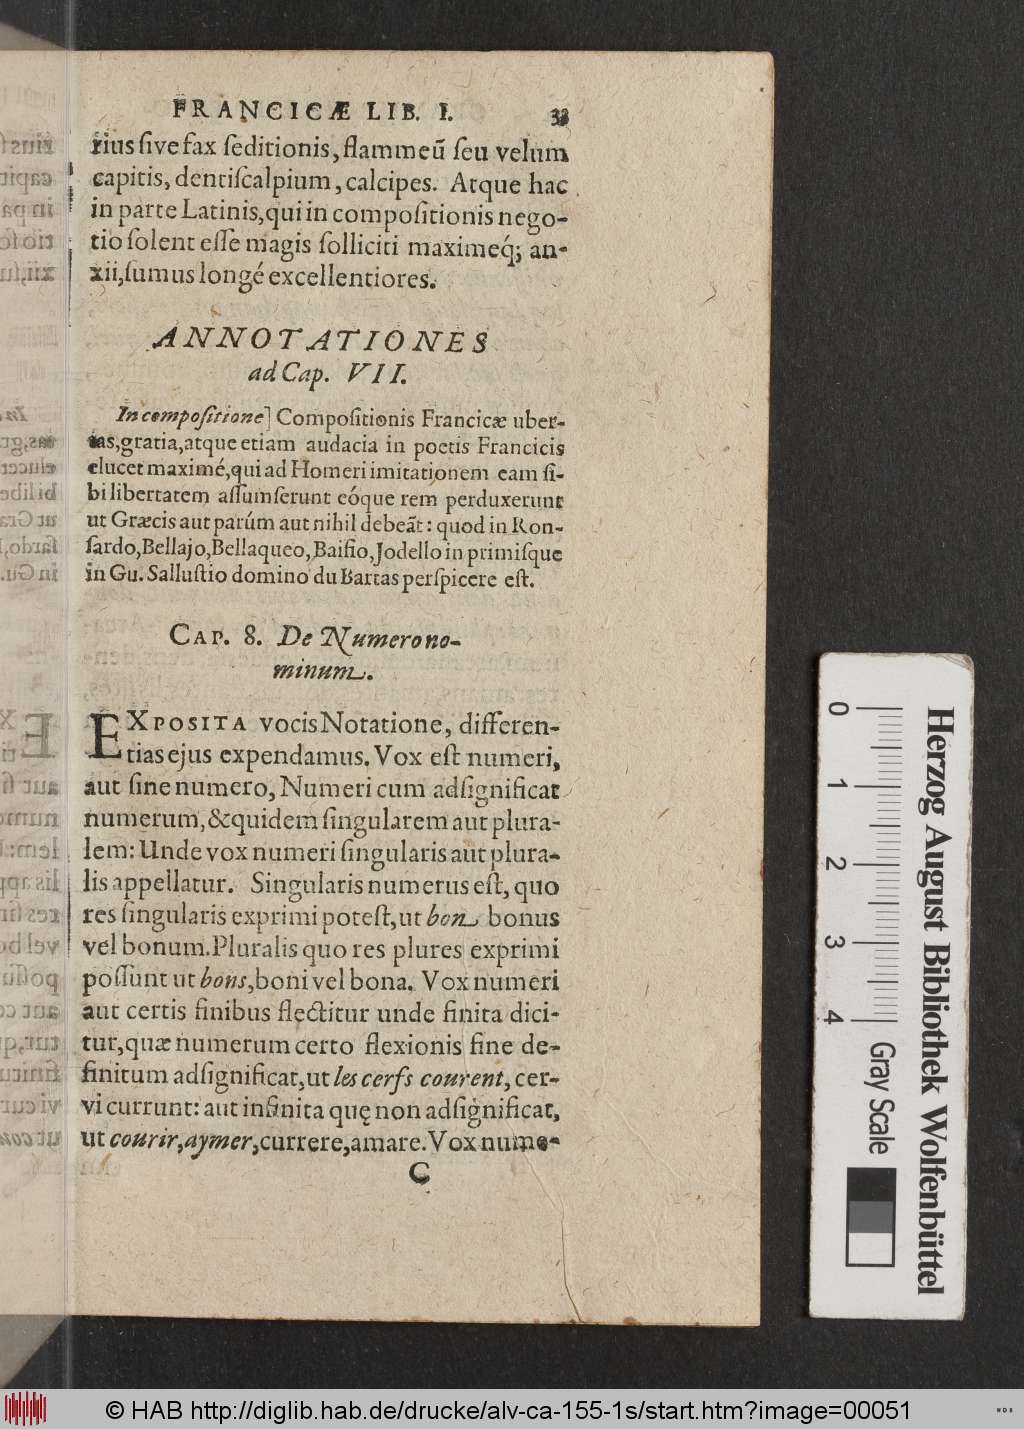 FRANCICÆ LIB. I. 33
rius ſive fax ſeditionis, flammeũ ſeu velum
capitis, dentiſcalpium, calcipes. Atque hac
in parte Latinis, qui in compoſitionis nego-
tio ſolent eſſe magis ſolliciti maximeq́; an-
xii, ſumus longé excellentiores.
ANNOTATIONES
ad Cap. VII.
In compoſitione] Compoſitionis Francicæ uber-
tas, gratia, atque etiam audacia in poetis Francicis
elucet maximé, qui ad Homeri imitationem eam ſi-
bi libertatem aſſumſerunt eóque rem perduxerunt
ut Græcis aut parúm aut nihil debeãt: quod in Ron-
ſardo, Bellajo, Bellaqueo, Baifio, Jodello in primiſque
in Gu. Salluſtio domino du Bartas perſpicere eſt.
CAP. 8. De Numero no-
minum.
EXPOSITA vocis Notatione, differen-
tias ejus expendamus. Vox eſt numeri,
aut ſine numero, Numeri cum adſignificat
numerum, & quidem ſingularem aut plura-
lem: Unde vox numeri ſingularis aut plura-
lis appellatur. Singularis numerus eſt, quo
res ſingularis exprimi poteſt, ut bon bonus
vel bonum. Pluralis quo res plures exprimi
poſſunt ut bons, boni vel bona. Vox numeri
aut certis finibus flectitur unde finita dici-
tur, quæ numerum certo flexionis fine de-
finitum adſignificat, ut les cerfs courent, cer-
vi currunt: aut infinita quę non adſignificat,
ut courir, aymer, currere, amare. Vox nume-
C
0 1 2 3 4 Gray Scale
Herzog August Bibliothek Wolfenbüttel
© HAB http://diglib.hab.de/drucke/alv-ca-155-1s/start.htm?image=00051